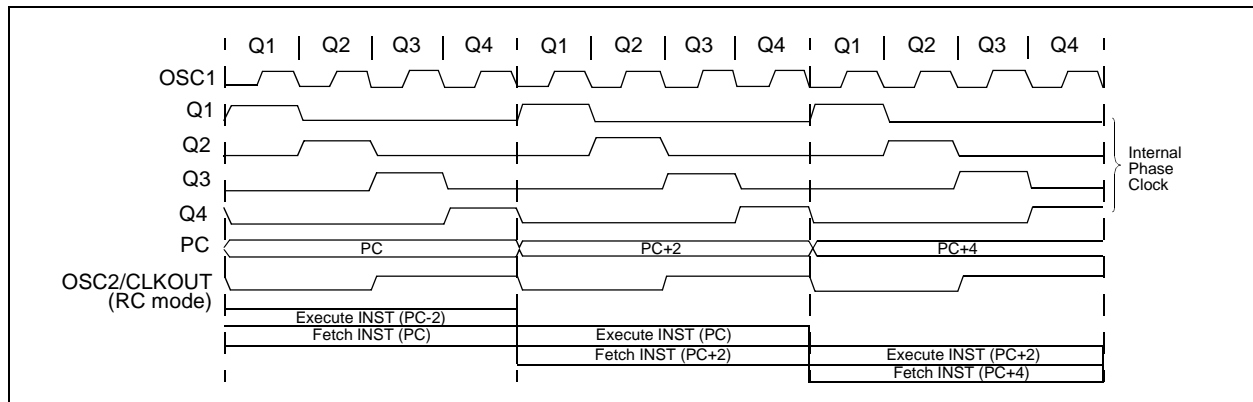 Q1 Q2 Q3 Q4 Q1 Q2 Q3 Q4 Q1 Q2 Q3 Q4
OSC1
Q1
Q2
Q3
Q4
Internal
Phase
Clock
PC PC PC+2 PC+4
OSC2/CLKOUT
(RC mode)
Execute INST (PC-2)
Fetch INST (PC) Execute INST (PC)
Fetch INST (PC+2) Execute INST (PC+2)
Fetch INST (PC+4)